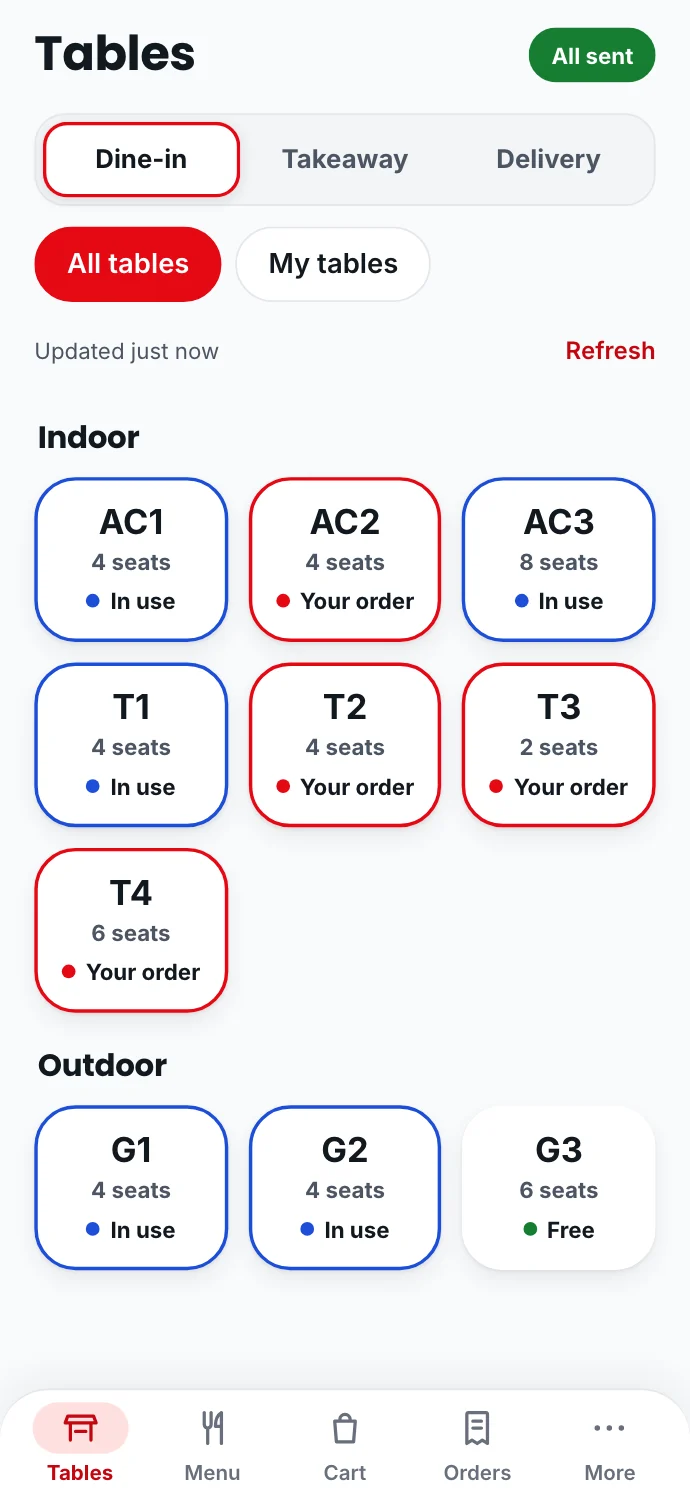 Tables
All sent
Dine-in
Takeaway
Delivery
All tables
My tables
Updated just now
Refresh
Indoor
AC1
4 seats
In use
AC2
4 seats
Your order
AC3
8 seats
In use
T1
4 seats
In use
T2
4 seats
Your order
T3
2 seats
Your order
T4
6 seats
Your order
Outdoor
G1
4 seats
In use
G2
4 seats
In use
G3
6 seats
Free
Tables
Menu
Cart
Orders
More